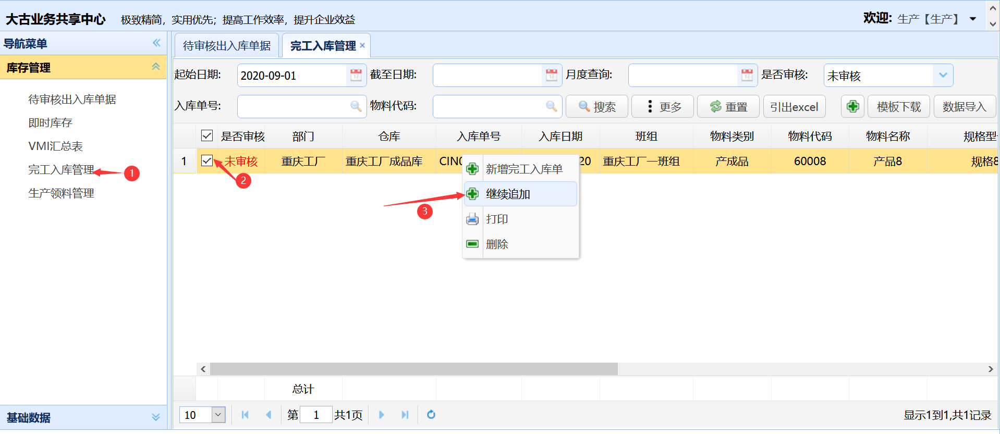 大古业务共享中心 极致精简，实用优先；提高工作效率，提升企业效益 欢迎: 生产【生产】
导航菜单
库存管理
待审核出入库单据
即时库存
VMI汇总表
完工入库管理
生产领料管理
基础数据
1
待审核出入库单据 完工入库管理 ×
起始日期: 2020-09-01 截至日期: 月度查询: 是否审核: 未审核
入库单号: 物料代码: 搜索 更多 重置 引出excel 模板下载 数据导入
是否审核 部门 仓库 入库单号 入库日期 班组 物料类别 物料代码 物料名称 规格型
1 未审核 重庆工厂 重庆工厂成品库 CIN 20 重庆工厂一班组 产成品 60008 产品8 规格8
2
新增完工入库单
继续追加
3
打印
删除
总计
10 第 1 共1页 显示1到1,共1记录